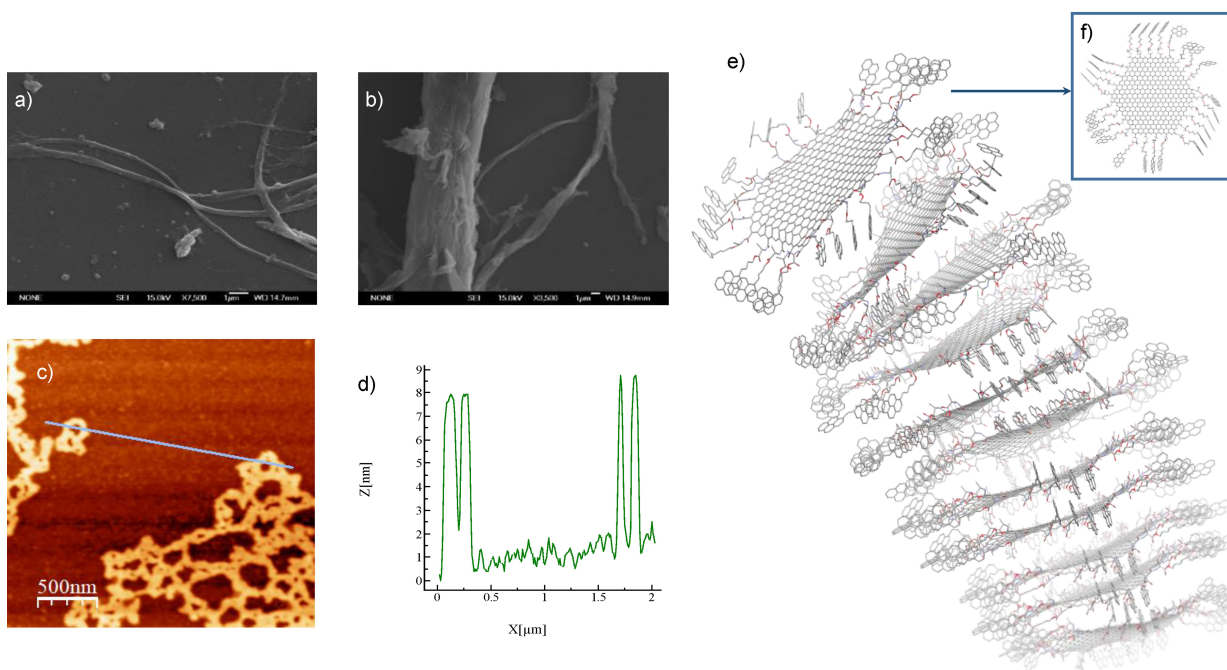 a)
NONE SEI 15.0kV X7,500 1µm WD 14.7mm
b)
NONE SEI 15.0kV X3,500 1µm WD 14.9mm
c)
500nm
d)
9
8
7
6
5
4
3
2
1
0
Z[nm]
0 0.5 1 1.5 2
X[µm]
e)
f)